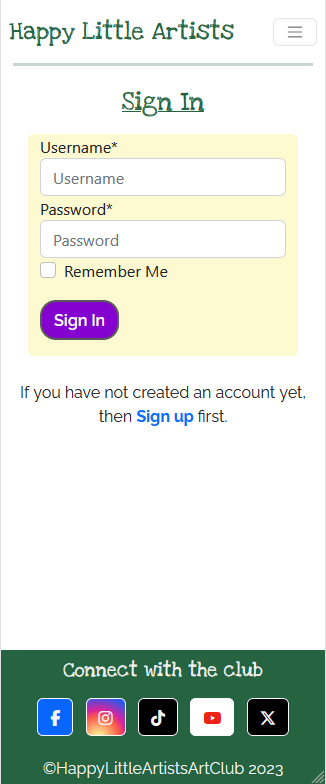 Happy Little Artists
Sign In
Username*
Username
Password*
Password
Remember Me
Sign In
If you have not created an account yet,
then Sign up first.
Connect with the club
©HappyLittleArtistsArtClub 2023